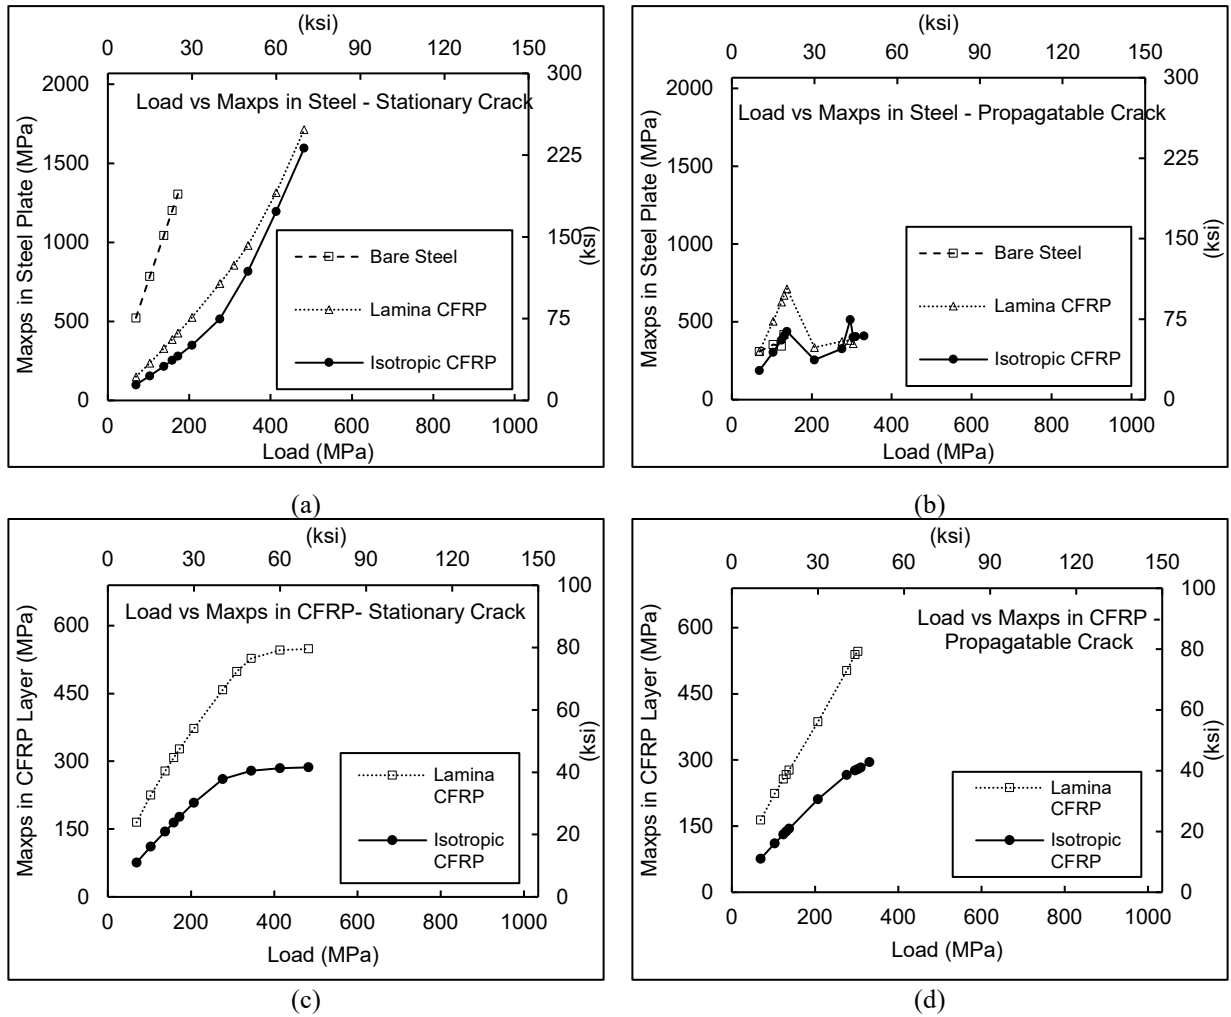 (ksi)
0 30 60 90 120 150
Load vs Maxps in Steel - Stationary Crack
Maxps in Steel Plate (MPa)
2000
1500
1000
500
0
300
225
150
75
0
(ksi)
Bare Steel
Lamina CFRP
Isotropic CFRP
0 200 400 600 800 1000
Load (MPa)
(a)
(ksi)
0 30 60 90 120 150
Load vs Maxps in Steel - Propagatable Crack
Maxps in Steel Plate (MPa)
2000
1500
1000
500
0
300
225
150
75
0
(ksi)
Bare Steel
Lamina CFRP
Isotropic CFRP
0 200 400 600 800 1000
Load (MPa)
(b)
(ksi)
0 30 60 90 120 150
Load vs Maxps in CFRP- Stationary Crack
Maxps in CFRP Layer (MPa)
600
450
300
150
0
100
80
60
40
20
0
(ksi)
Lamina
CFRP
Isotropic
CFRP
0 200 400 600 800 1000
Load (MPa)
(c)
(ksi)
0 30 60 90 120 150
Load vs Maxps in CFRP -
Propagatable Crack
Maxps in CFRP Layer (MPa)
600
450
300
150
0
100
80
60
40
20
0
(ksi)
Lamina
CFRP
Isotropic
CFRP
0 200 400 600 800 1000
Load (MPa)
(d)